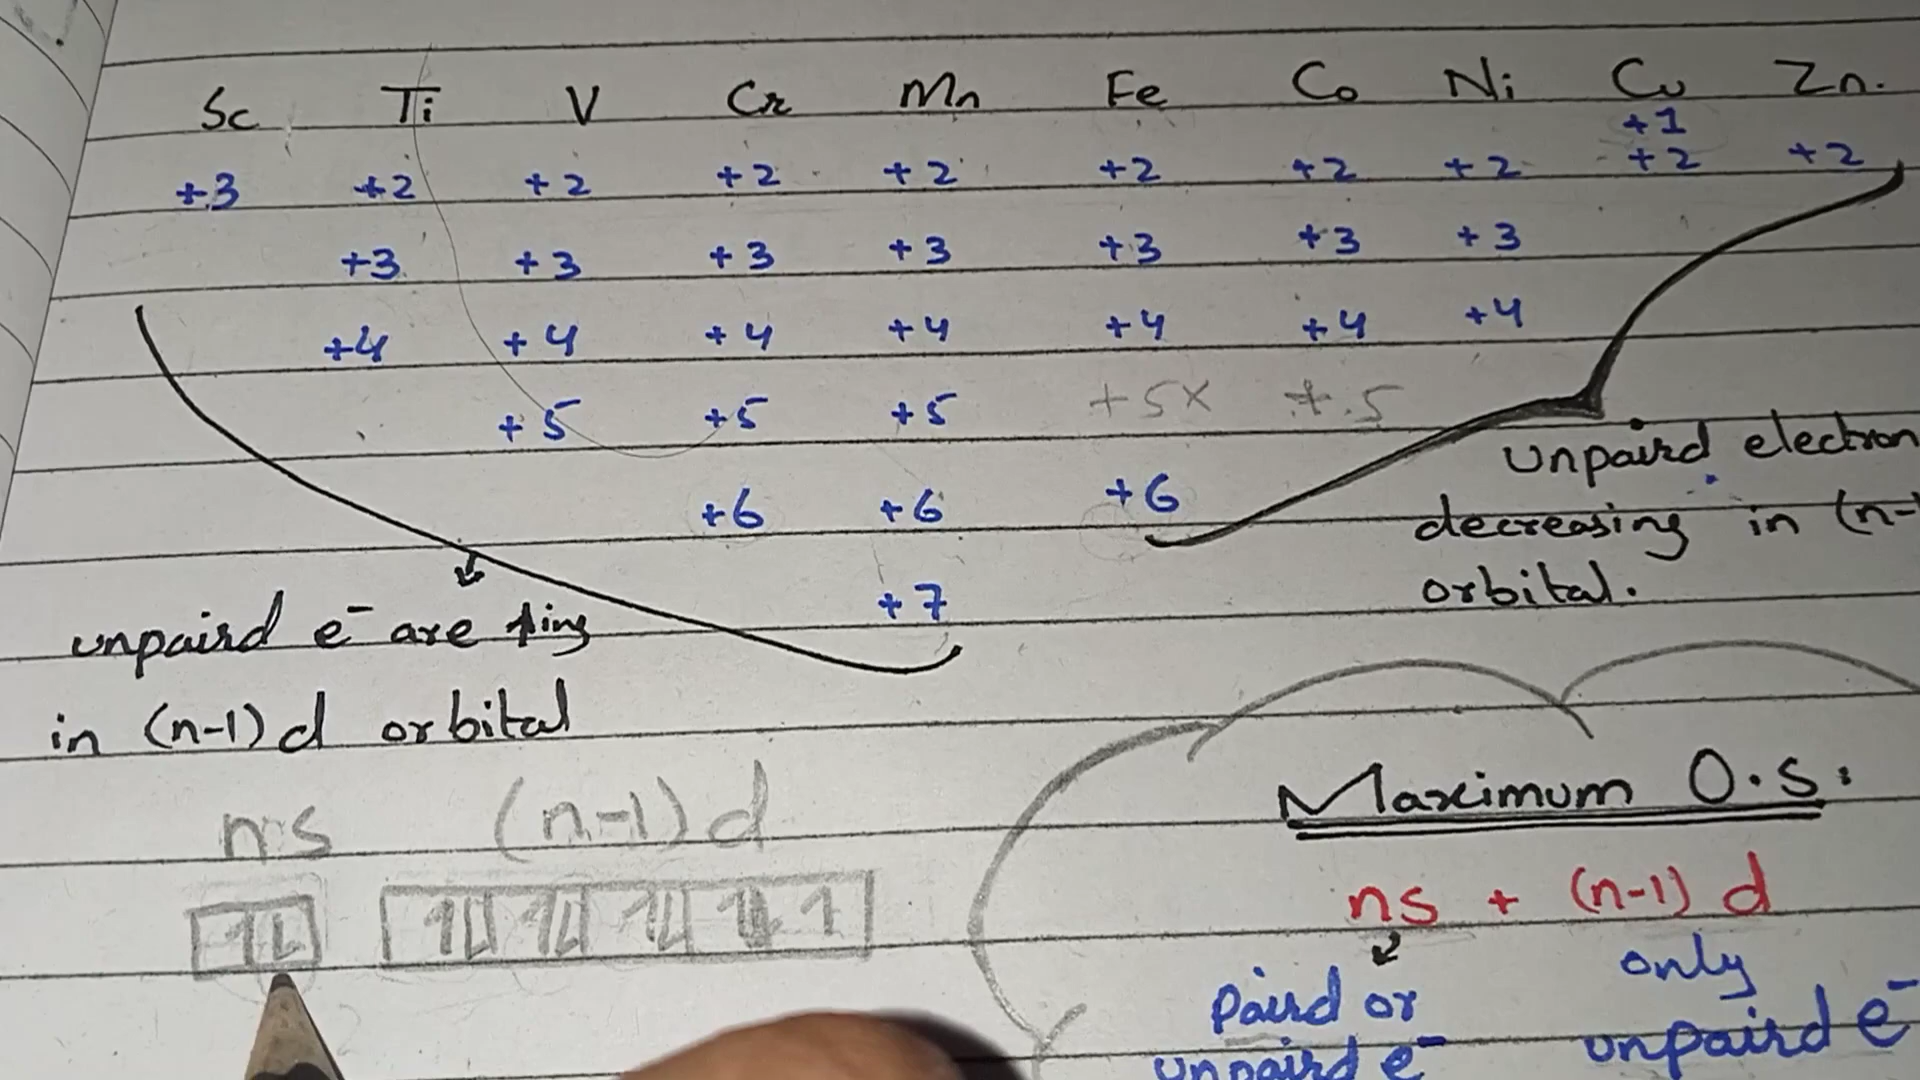 Sc Ti V Cr Mn Fe Co Ni Cu Zn.
+1
+3 +2 +2 +2 +2 +2 +2 +2 +2 +2
+3 +3 +3 +3 +3 +3 +3
+4 +4 +4 +4 +4 +4 +4
+5 +5 +5 +5x +5
+6 +6 +6
+7
Unpaird electron
decreasing in (n-1
orbital.
unpaird e⁻ are ↑ing
in (n-1)d orbital
ns (n-1)d
Maximum O.S.:
ns + (n-1) d
Paird or
unpaird e⁻
only
unpaird e⁻